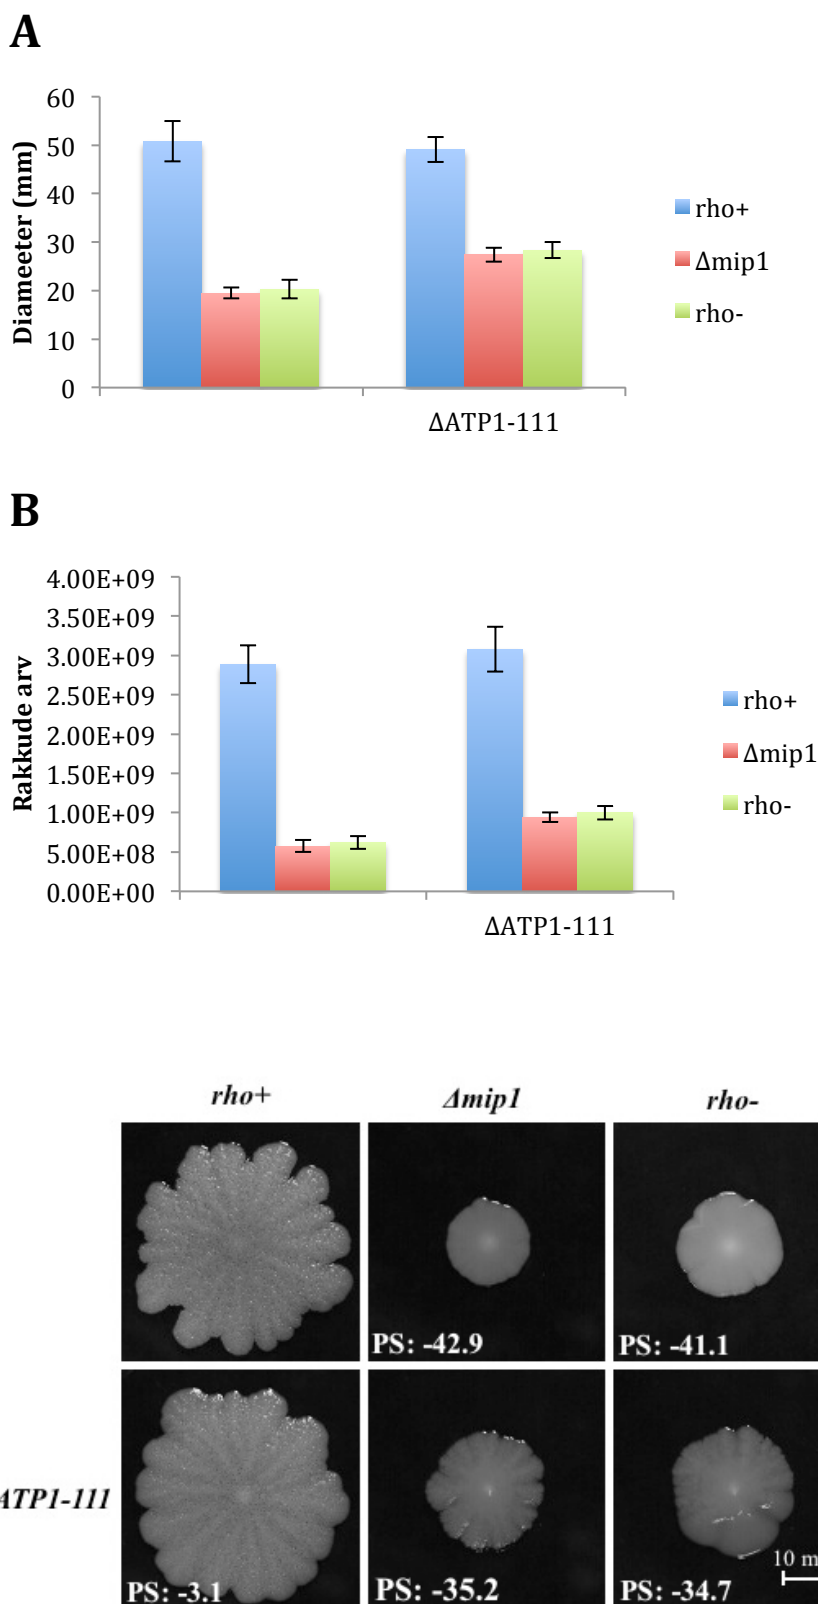 A
Diameeter (mm)
60
50
40
30
20
10
0
rho+
Δmip1
rho-
ΔATP1-111
B
Rakkude arv
4.00E+09
3.50E+09
3.00E+09
2.50E+09
2.00E+09
1.50E+09
1.00E+09
5.00E+08
0.00E+00
rho+
Δmip1
rho-
ΔATP1-111
rho+ Δmip1 rho-
PS: -42.9 PS: -41.1
ATP1-111
10 m
PS: -3.1 PS: -35.2 PS: -34.7